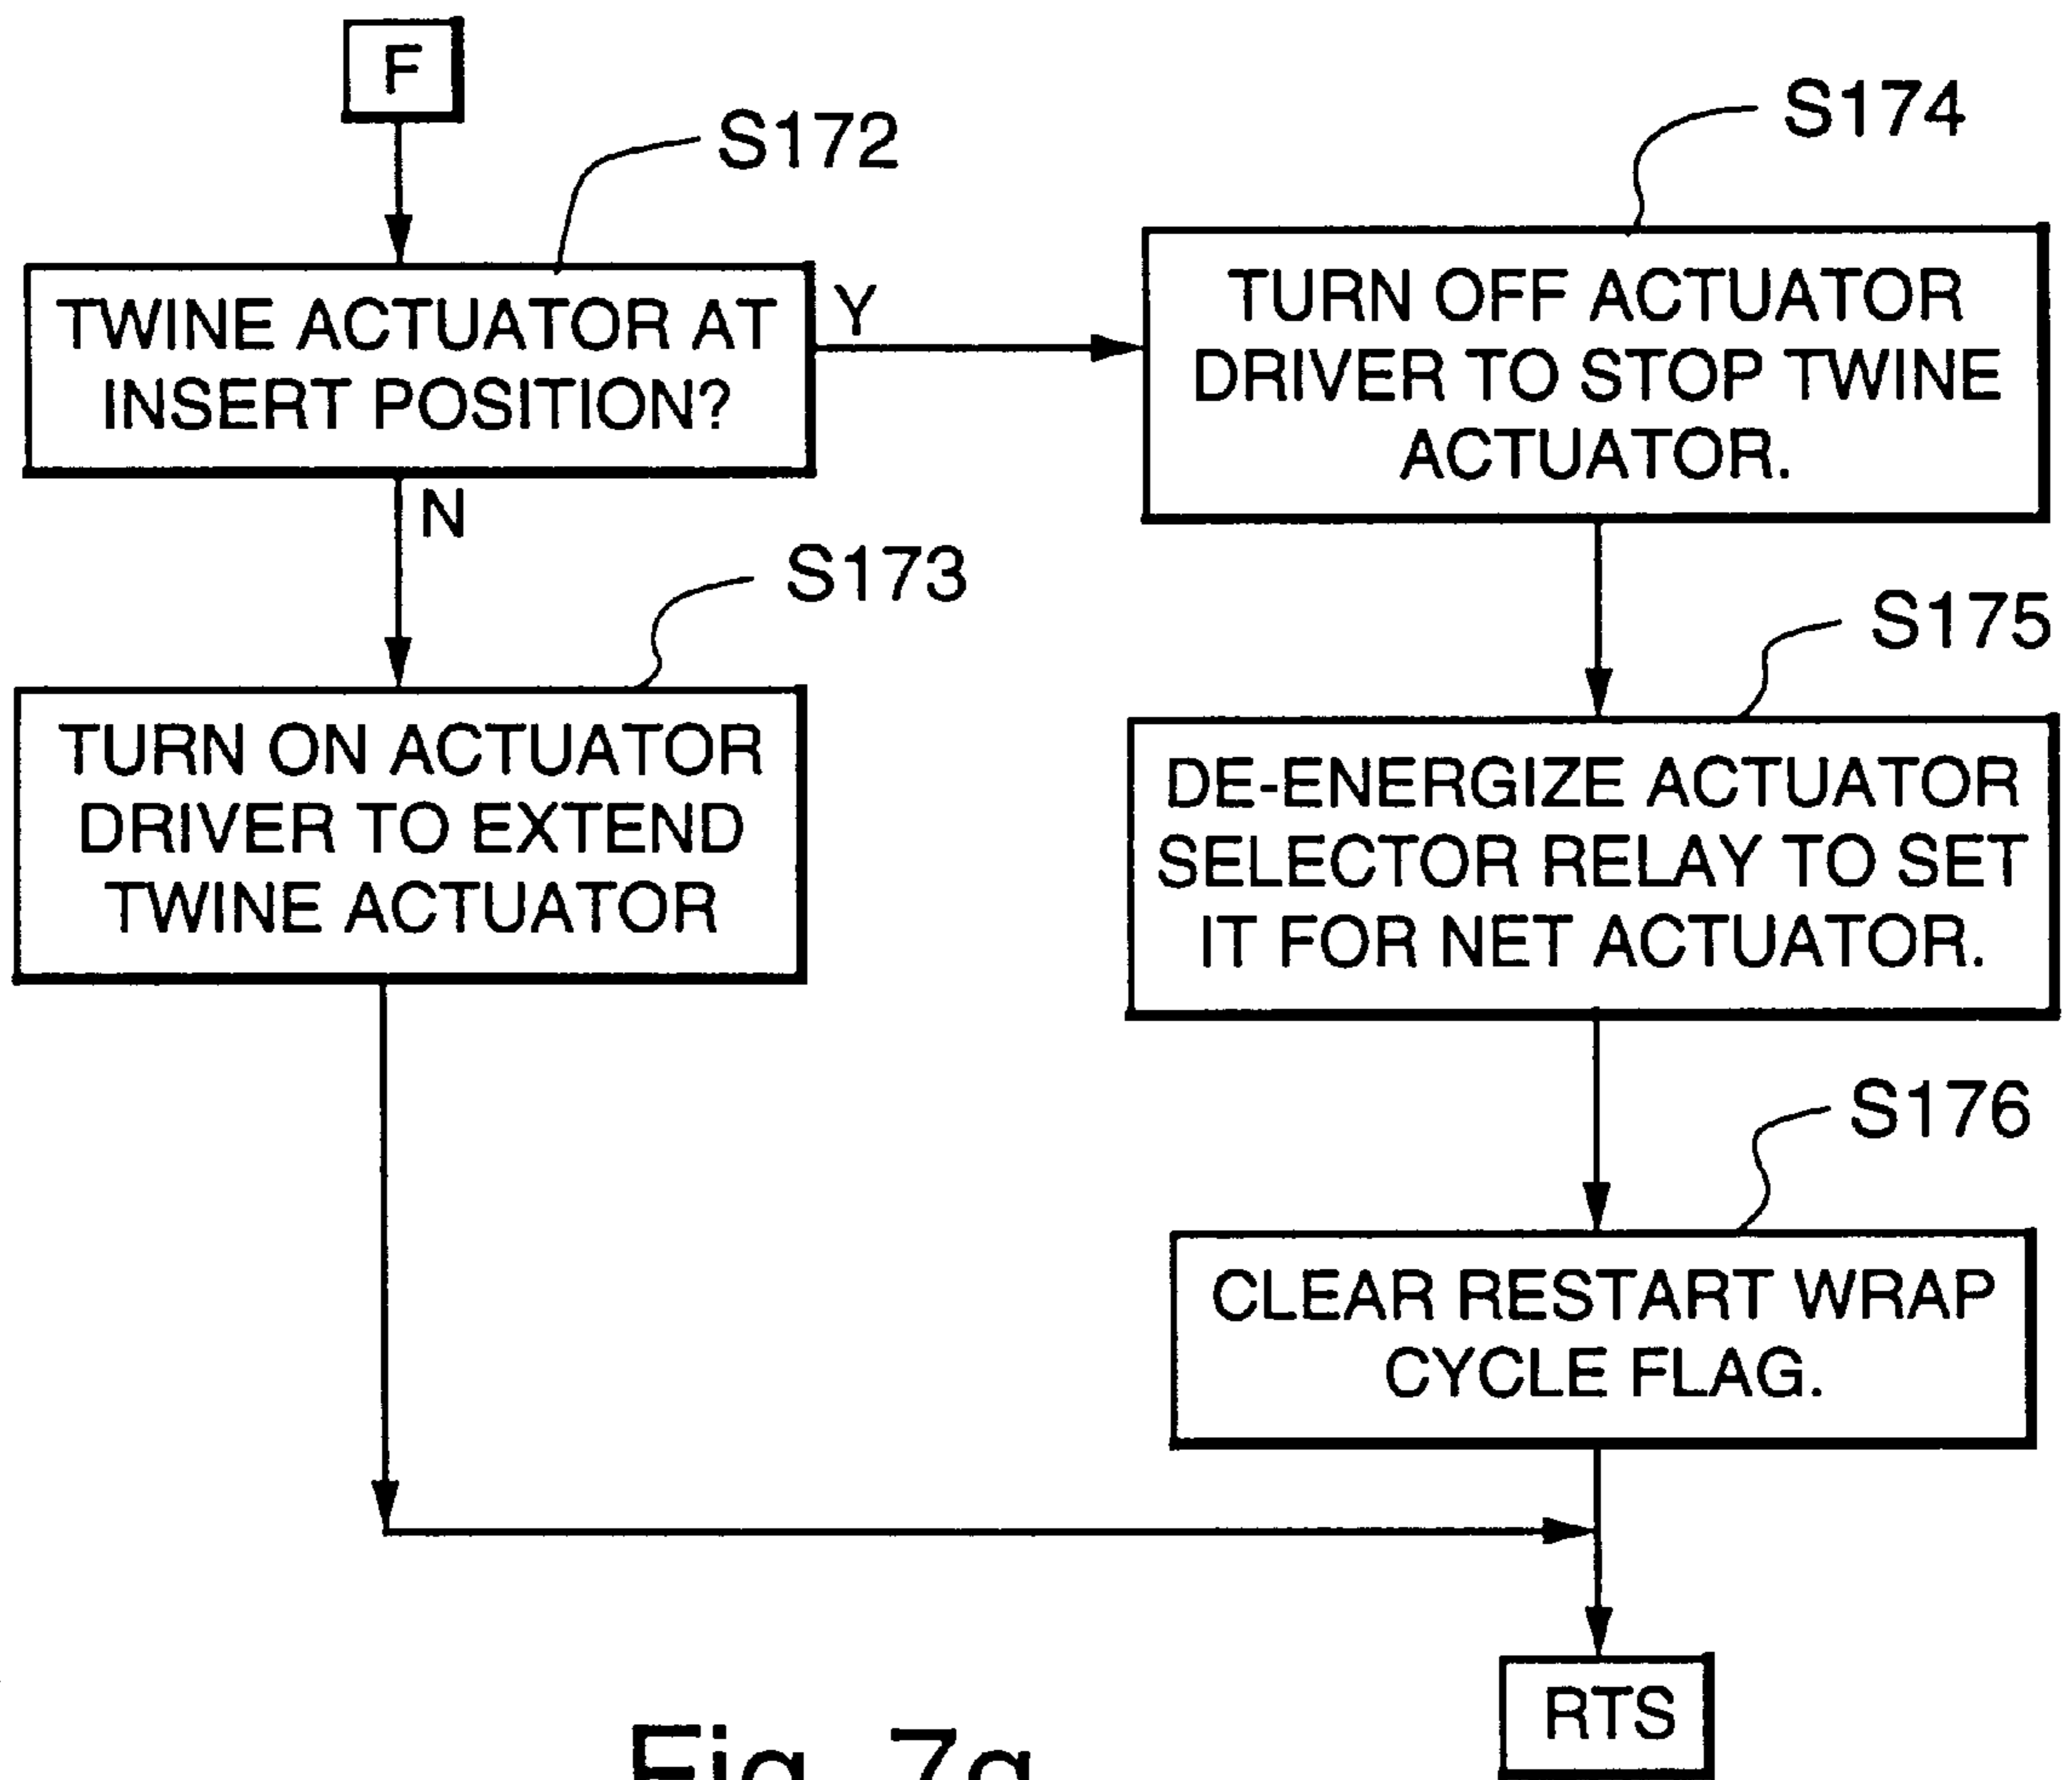 F
S172
TWINE ACTUATOR AT
INSERT POSITION?
Y
N
S174
TURN OFF ACTUATOR
DRIVER TO STOP TWINE
ACTUATOR.
S173
TURN ON ACTUATOR
DRIVER TO EXTEND
TWINE ACTUATOR
S175
DE-ENERGIZE ACTUATOR
SELECTOR RELAY TO SET
IT FOR NET ACTUATOR.
S176
CLEAR RESTART WRAP
CYCLE FLAG.
RTS